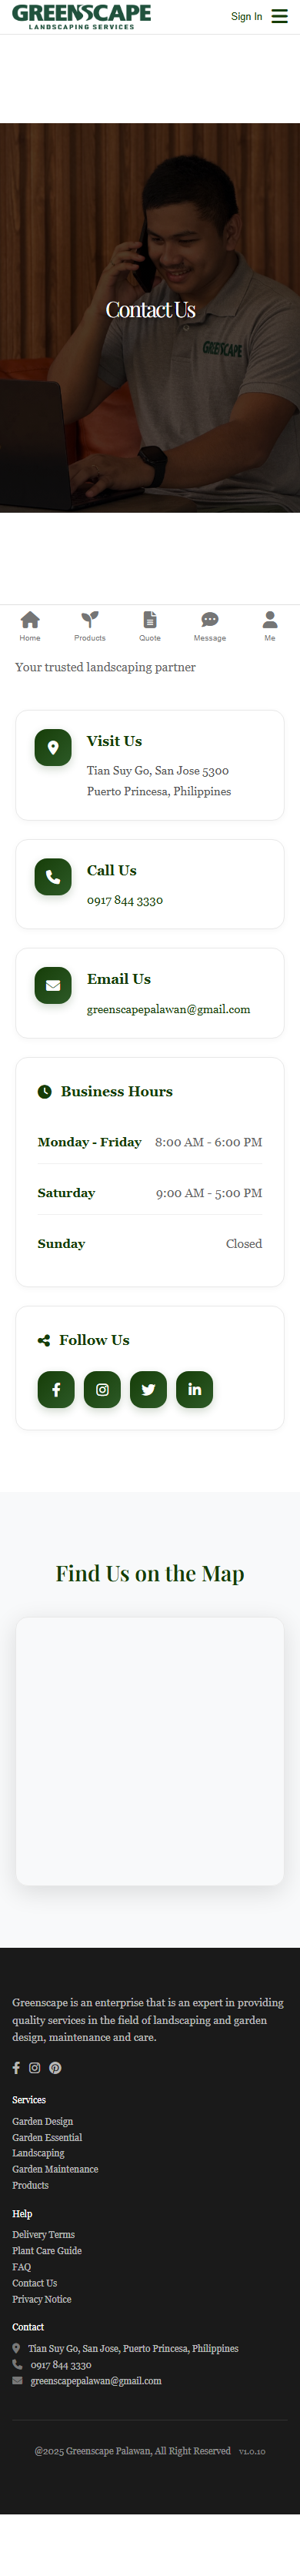 GREENSCAPE
LANDSCAPING SERVICES
Sign In
Contact Us
GREENSCAPE
Home
Products
Quote
Message
Me
Your trusted landscaping partner
Visit Us
Tian Suy Go, San Jose 5300
Puerto Princesa, Philippines
Call Us
0917 844 3330
Email Us
greenscapepalawan@gmail.com
Business Hours
Monday - Friday 8:00 AM - 6:00 PM
Saturday 9:00 AM - 5:00 PM
Sunday Closed
Follow Us
Find Us on the Map
Greenscape is an enterprise that is an expert in providing
quality services in the field of landscaping and garden
design, maintenance and care.
Services
Garden Design
Garden Essential
Landscaping
Garden Maintenance
Products
Help
Delivery Terms
Plant Care Guide
FAQ
Contact Us
Privacy Notice
Contact
Tian Suy Go, San Jose, Puerto Princesa, Philippines
0917 844 3330
greenscapepalawan@gmail.com
@2025 Greenscape Palawan, All Right Reserved v1.0.10